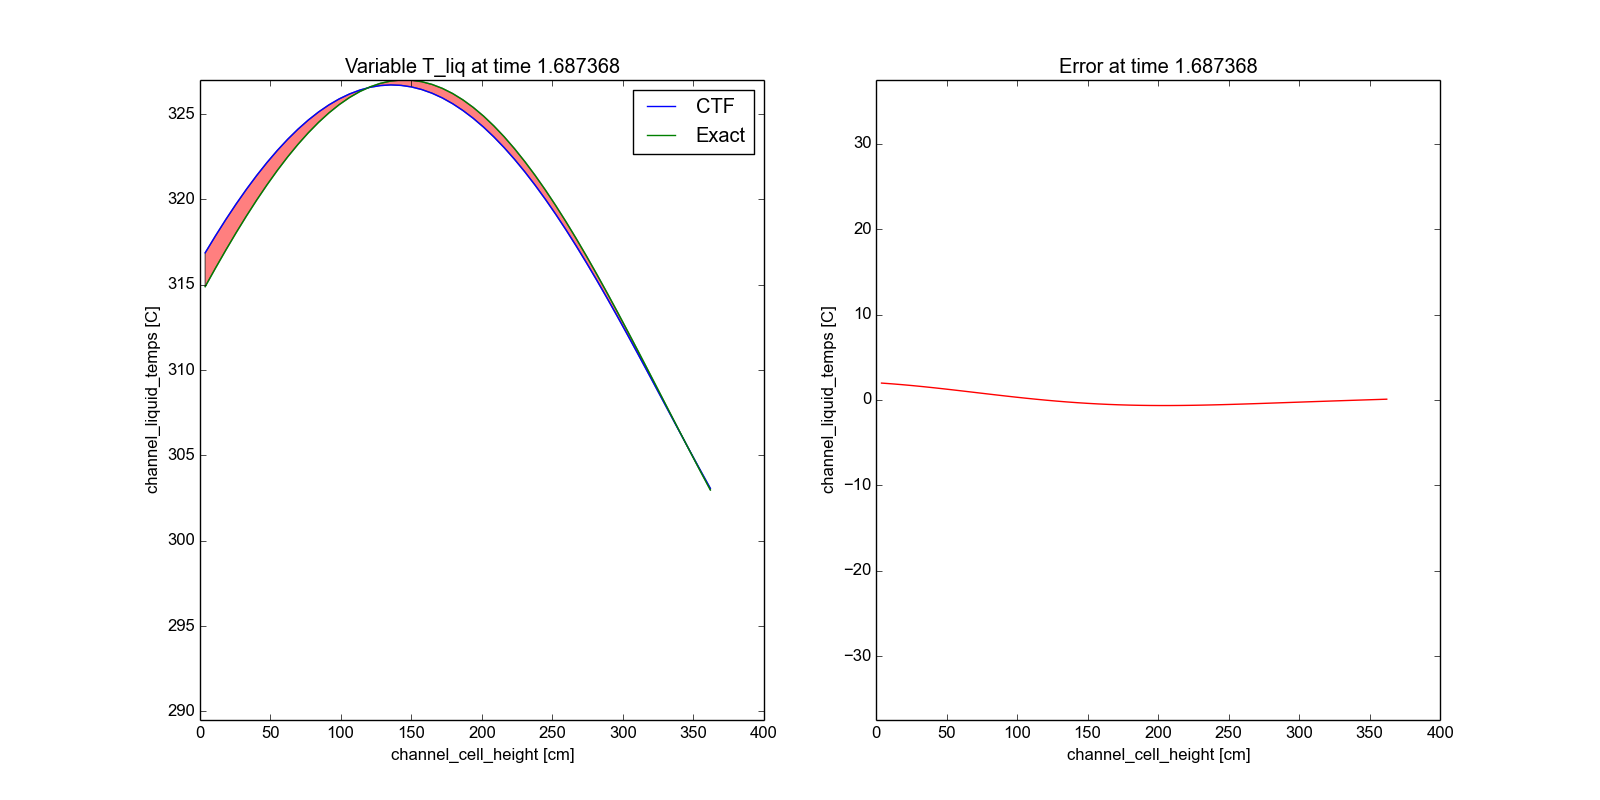 Variable T_liq at time 1.687368
CTF
Exact
325
320
315
310
305
300
295
290
channel_liquid_temps [C]
0 50 100 150 200 250 300 350 400
channel_cell_height [cm]
Error at time 1.687368
30
20
10
0
−10
−20
−30
channel_liquid_temps [C]
0 50 100 150 200 250 300 350 400
channel_cell_height [cm]